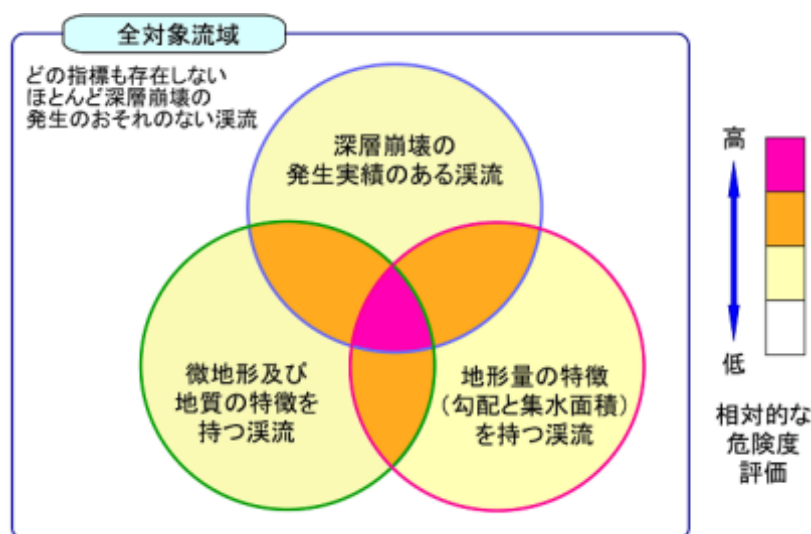 全対象流域
どの指標も存在しない
ほとんど深層崩壊の
発生のおそれのない渓流
深層崩壊の
発生実績のある渓流
微地形及び
地質の特徴を
持つ渓流
地形量の特徴
（勾配と集水面積）
を持つ渓流
高
低
相対的な
危険度
評価